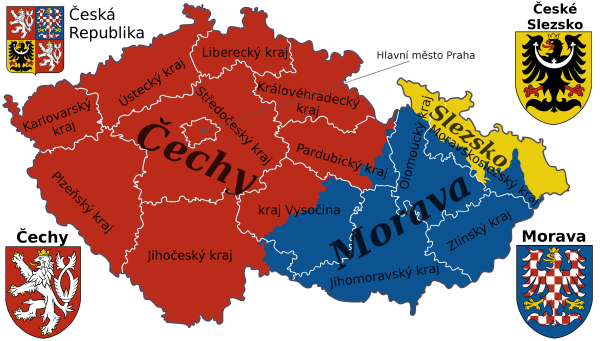 Česká
Republika
České
Slezsko
Liberecký kraj
Hlavní město Praha
Ústecký kraj
Karlovarský
kraj
Královéhradecký
kraj
Středočeský kraj
Čechy
Pardubický kraj
Olomoucký kraj
Slezsko
Moravskoslezský kraj
Plzeňský kraj
kraj Vysočina
Morava
Jihočeský kraj
Jihomoravský kraj
Zlínský kraj
Čechy
Morava